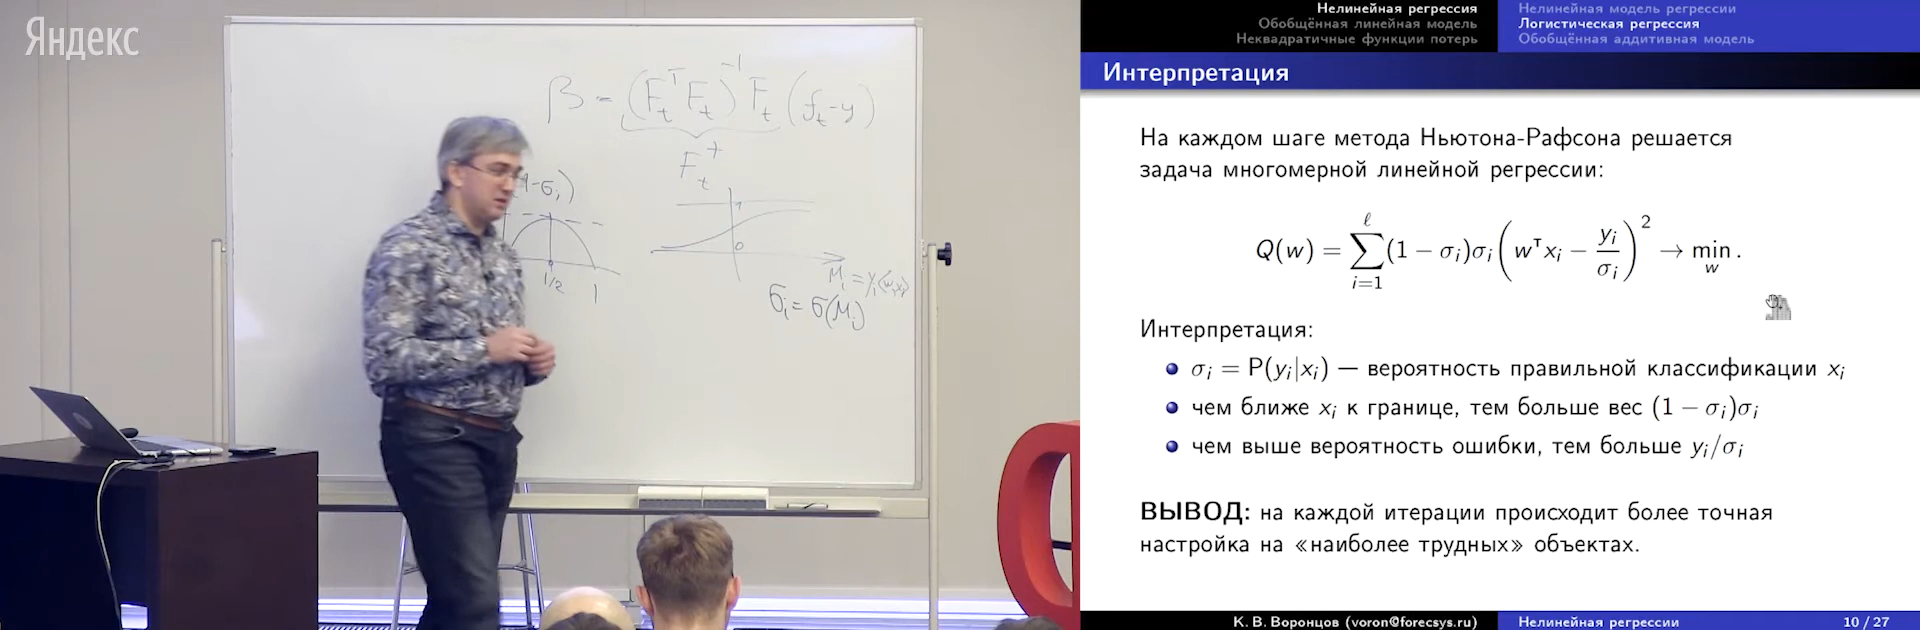 Яндекс
β = (F_t^T F_t)^{-1} F_t (f_t - y)
F_t^+
-σ_i)
1/2
1
0
M_i = y_i⟨w, x_i⟩
σ_i = σ(M_i)
Нелинейная регрессия
Обобщённая линейная модель
Неквадратичные функции потерь
Нелинейная модель регрессии
Логистическая регрессия
Обобщённая аддитивная модель
Интерпретация
На каждом шаге метода Ньютона-Рафсона решается
задача многомерной линейной регрессии:
Q(w) = ∑_{i=1}^{ℓ} (1 − σ_i)σ_i (w^T x_i − y_i/σ_i)^2 → min_w.
Интерпретация:
σ_i = P(y_i|x_i) — вероятность правильной классификации x_i
чем ближе x_i к границе, тем больше вес (1 − σ_i)σ_i
чем выше вероятность ошибки, тем больше y_i/σ_i
ВЫВОД: на каждой итерации происходит более точная
настройка на «наиболее трудных» объектах.
К. В. Воронцов (voron@forecsys.ru)
Нелинейная регрессии
10 / 27